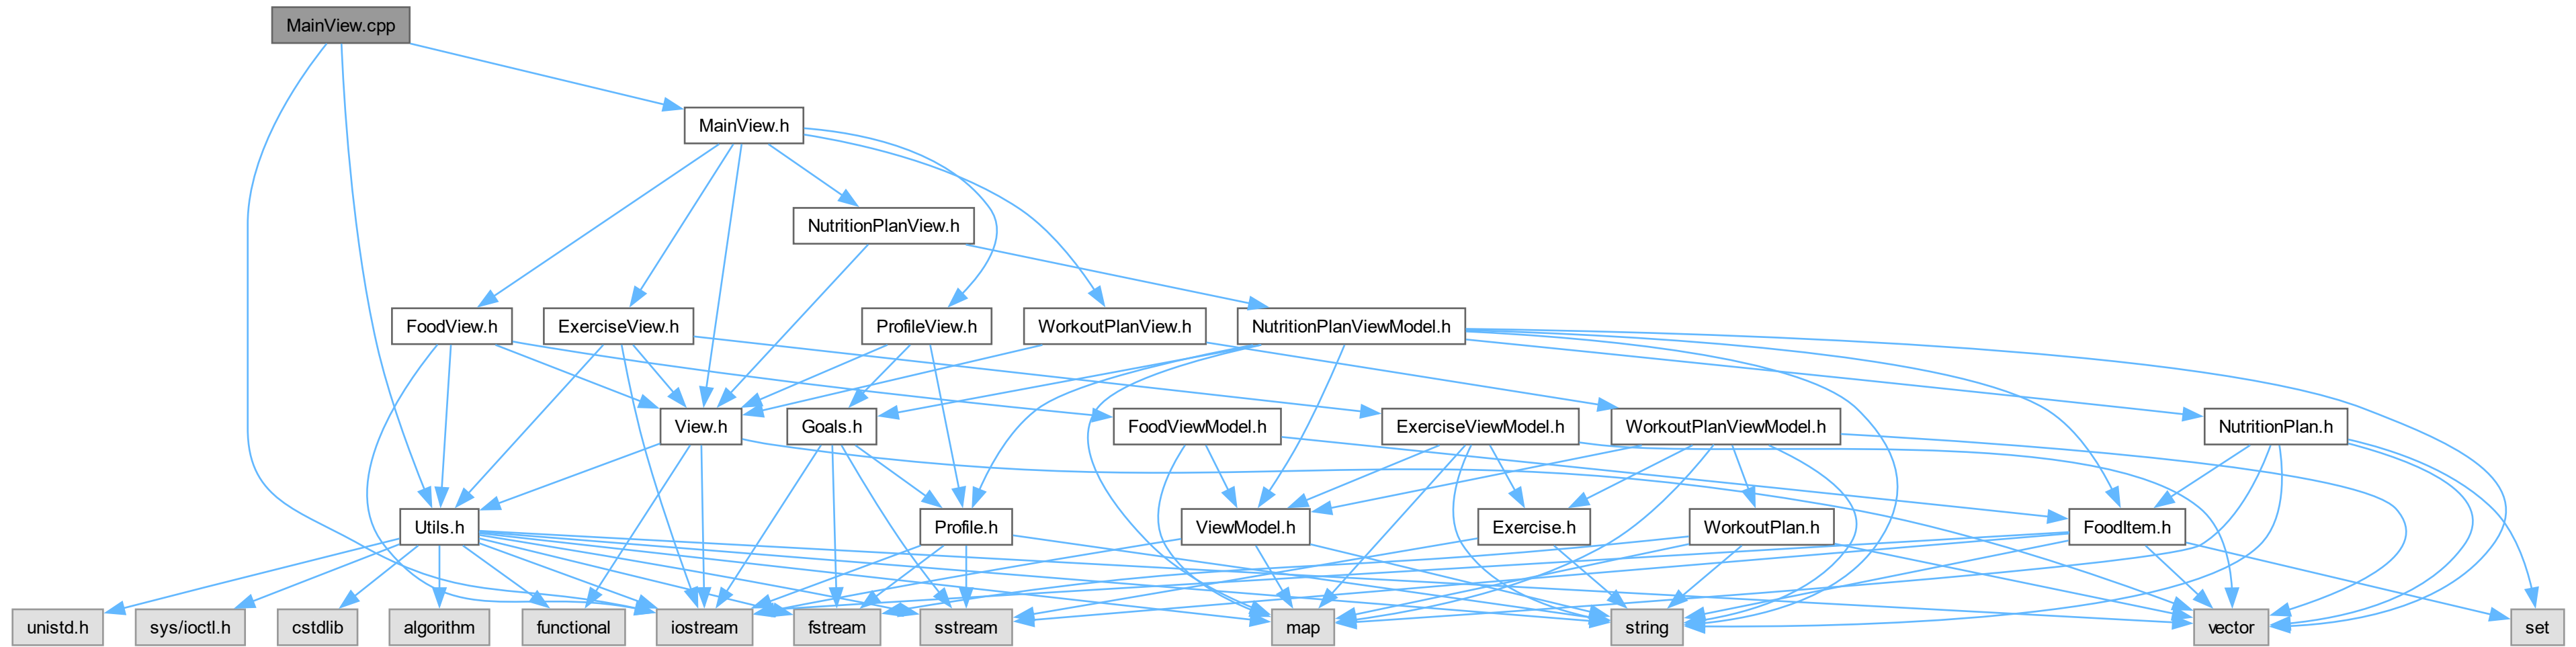 MainView.cpp
MainView.h
NutritionPlanView.h
FoodView.h
ExerciseView.h
ProfileView.h
WorkoutPlanView.h
NutritionPlanViewModel.h
View.h
Goals.h
FoodViewModel.h
ExerciseViewModel.h
WorkoutPlanViewModel.h
NutritionPlan.h
Utils.h
Profile.h
ViewModel.h
Exercise.h
WorkoutPlan.h
FoodItem.h
unistd.h
sys/ioctl.h
cstdlib
algorithm
functional
iostream
fstream
sstream
map
string
vector
set